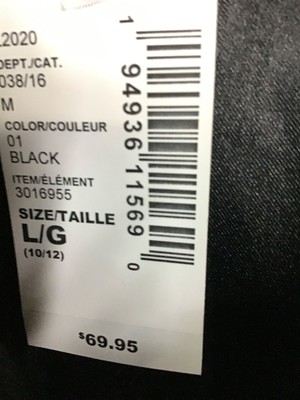 2020
DEPT./CAT.
038/16
M
COLOR/COULEUR
01
BLACK
ITEM/ÉLÉMENT
3016955
SIZE/TAILLE
L/G
(10/12)
$69.95
1 94936 11569 0